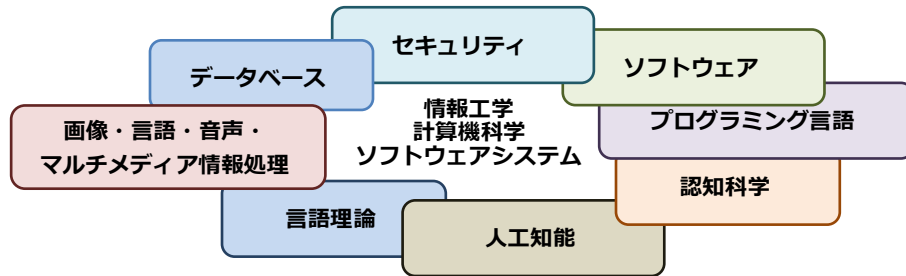 セキュリティ
データベース
ソフトウェア
画像・言語・音声・
マルチメディア情報処理
情報工学
計算機科学
ソフトウェアシステム
プログラミング言語
認知科学
言語理論
人工知能